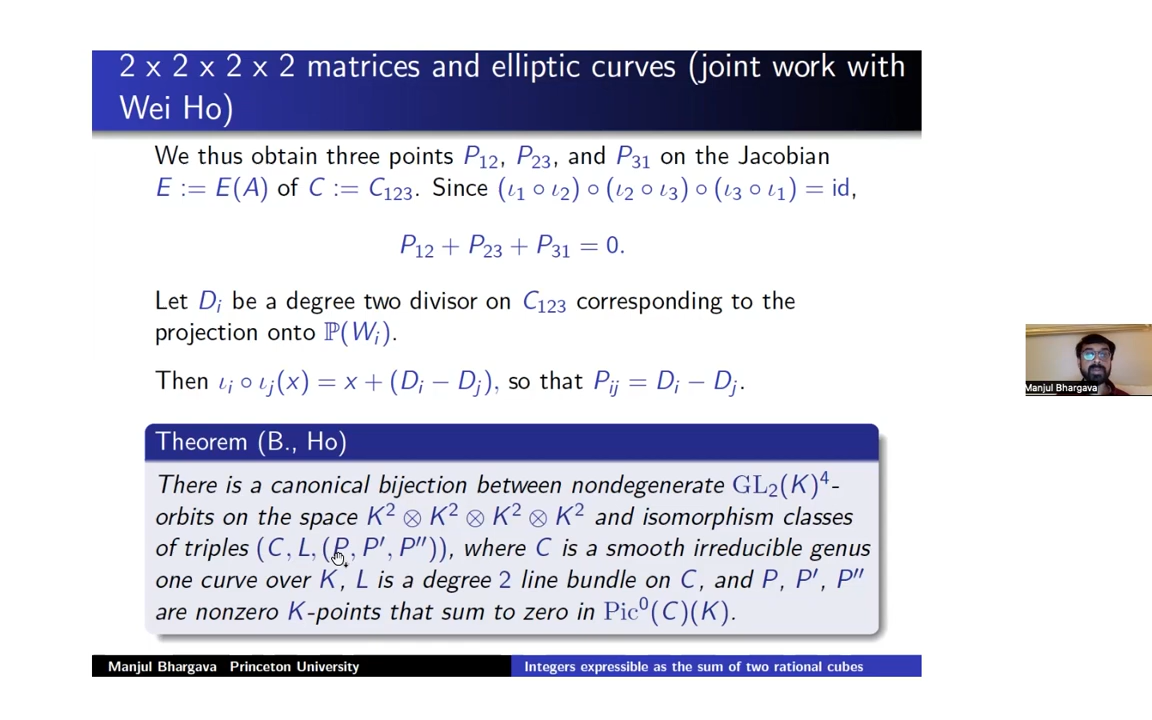 2 x 2 x 2 x 2 matrices and elliptic curves (joint work with
Wei Ho)
We thus obtain three points P₁₂, P₂₃, and P₃₁ on the Jacobian
E := E(A) of C := C₁₂₃. Since (ι₁ ∘ ι₂) ∘ (ι₂ ∘ ι₃) ∘ (ι₃ ∘ ι₁) = id,
P₁₂ + P₂₃ + P₃₁ = 0.
Let Dᵢ be a degree two divisor on C₁₂₃ corresponding to the
projection onto ℙ(Wᵢ).
Then ιᵢ ∘ ιⱼ(x) = x + (Dᵢ − Dⱼ), so that Pᵢⱼ = Dᵢ − Dⱼ.
Theorem (B., Ho)
There is a canonical bijection between nondegenerate GL₂(K)⁴-
orbits on the space K² ⊗ K² ⊗ K² ⊗ K² and isomorphism classes
of triples (C, L, (P, P′, P″)), where C is a smooth irreducible genus
one curve over K, L is a degree 2 line bundle on C, and P, P′, P″
are nonzero K-points that sum to zero in Pic⁰(C)(K).
Manjul Bhargava Princeton University
Integers expressible as the sum of two rational cubes
Manjul Bhargava